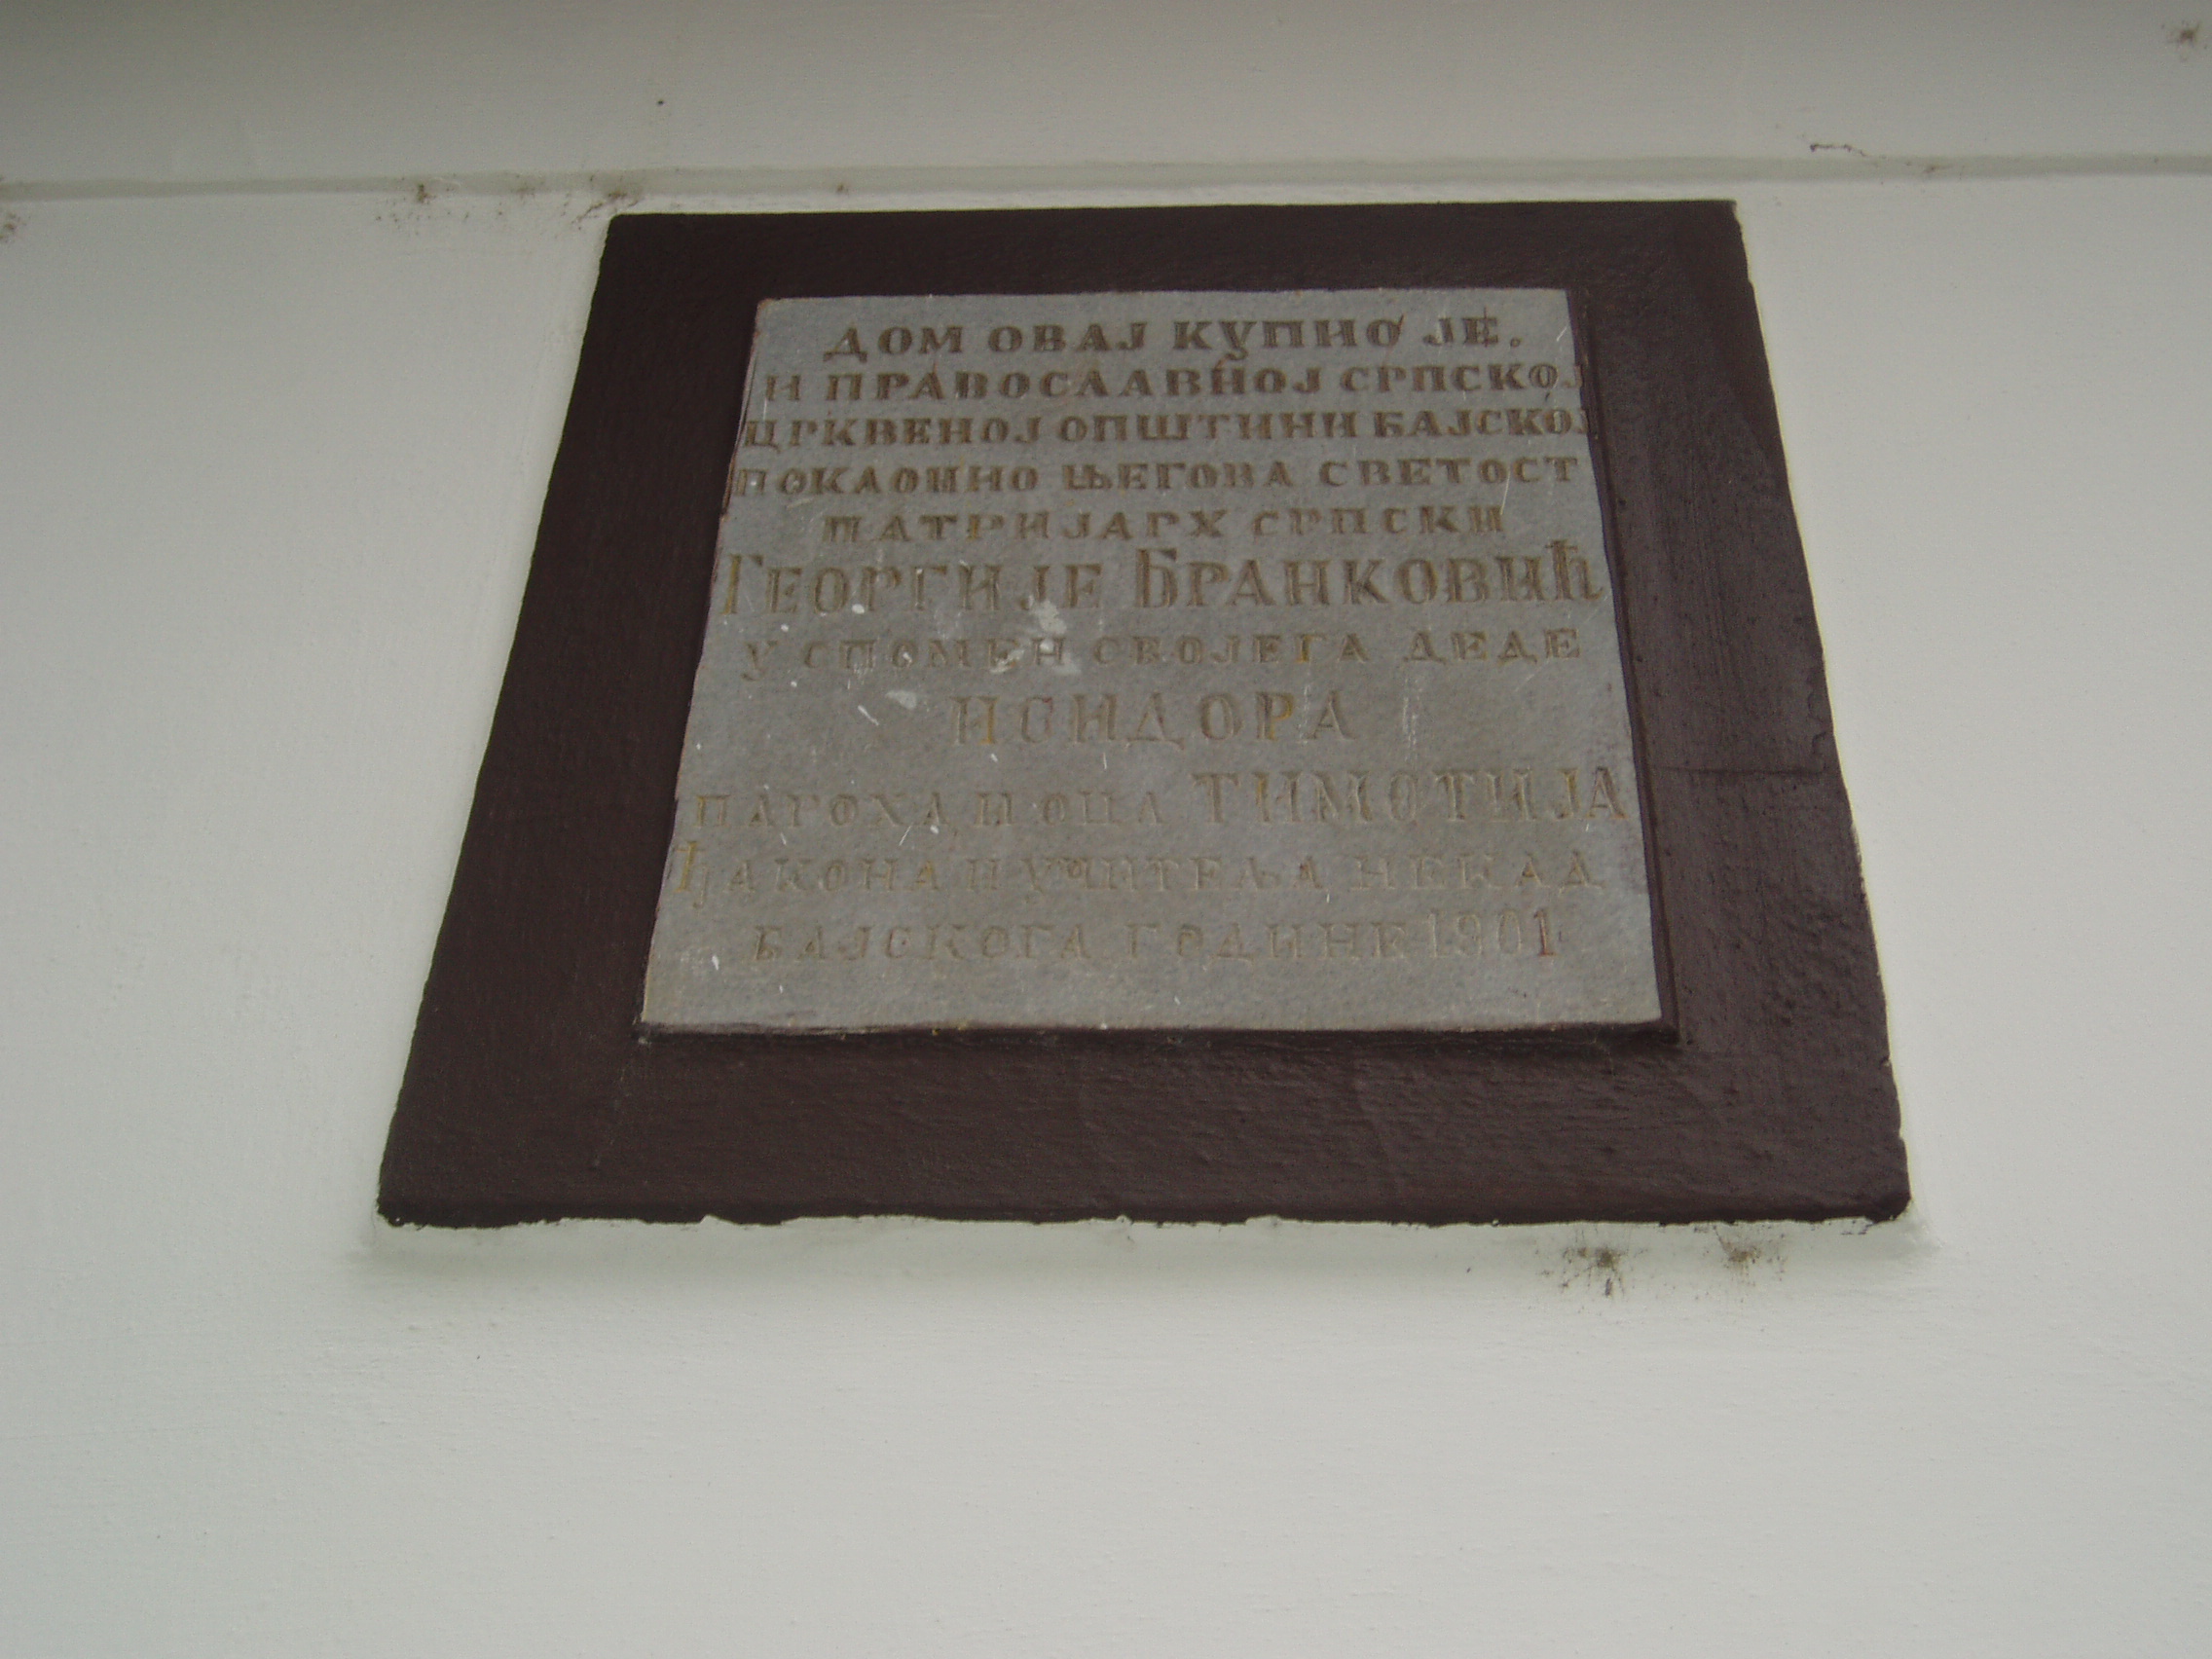 ДОМ ОВАЈ КУПИО ЈЕ.
И ПРАВОСЛАВНОЈ СРПСКОЈ
ЦРКВЕНОЈ ОПШТИНИ БАЈСКОЈ
ПОКЛОНИО ЊЕГОВА СВЕТОСТ
ПАТРИЈАРХ СРПСКИ
ГЕОРГИЈЕ БРАНКОВИЋ
У СПОМЕН СВОЈЕГА ДЕДЕ
ИСИДОРА
ПАРОХА И ОЦА ТИМОТИЈА
ЂАКОНА И УЧИТЕЉА НЕКАД
БАЈСКОГА ГОДИНЕ 1901